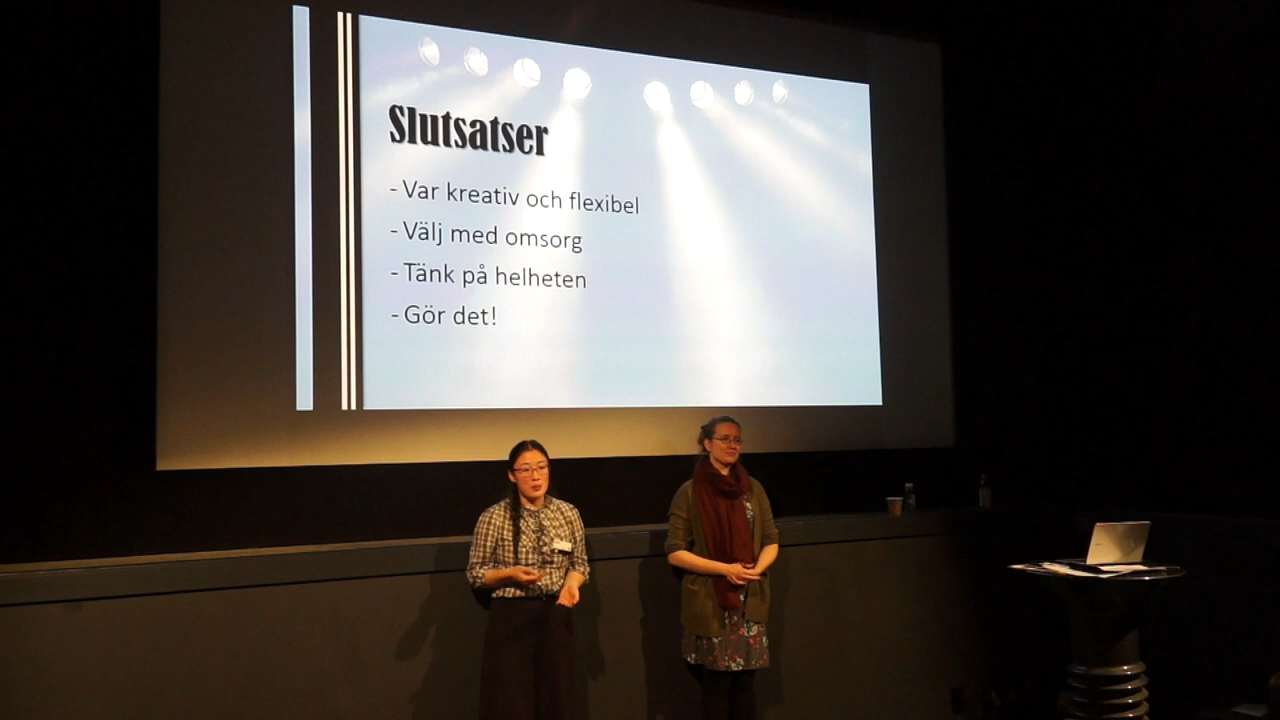 Slutsatser
- Var kreativ och flexibel
- Välj med omsorg
- Tänk på helheten
- Gör det!